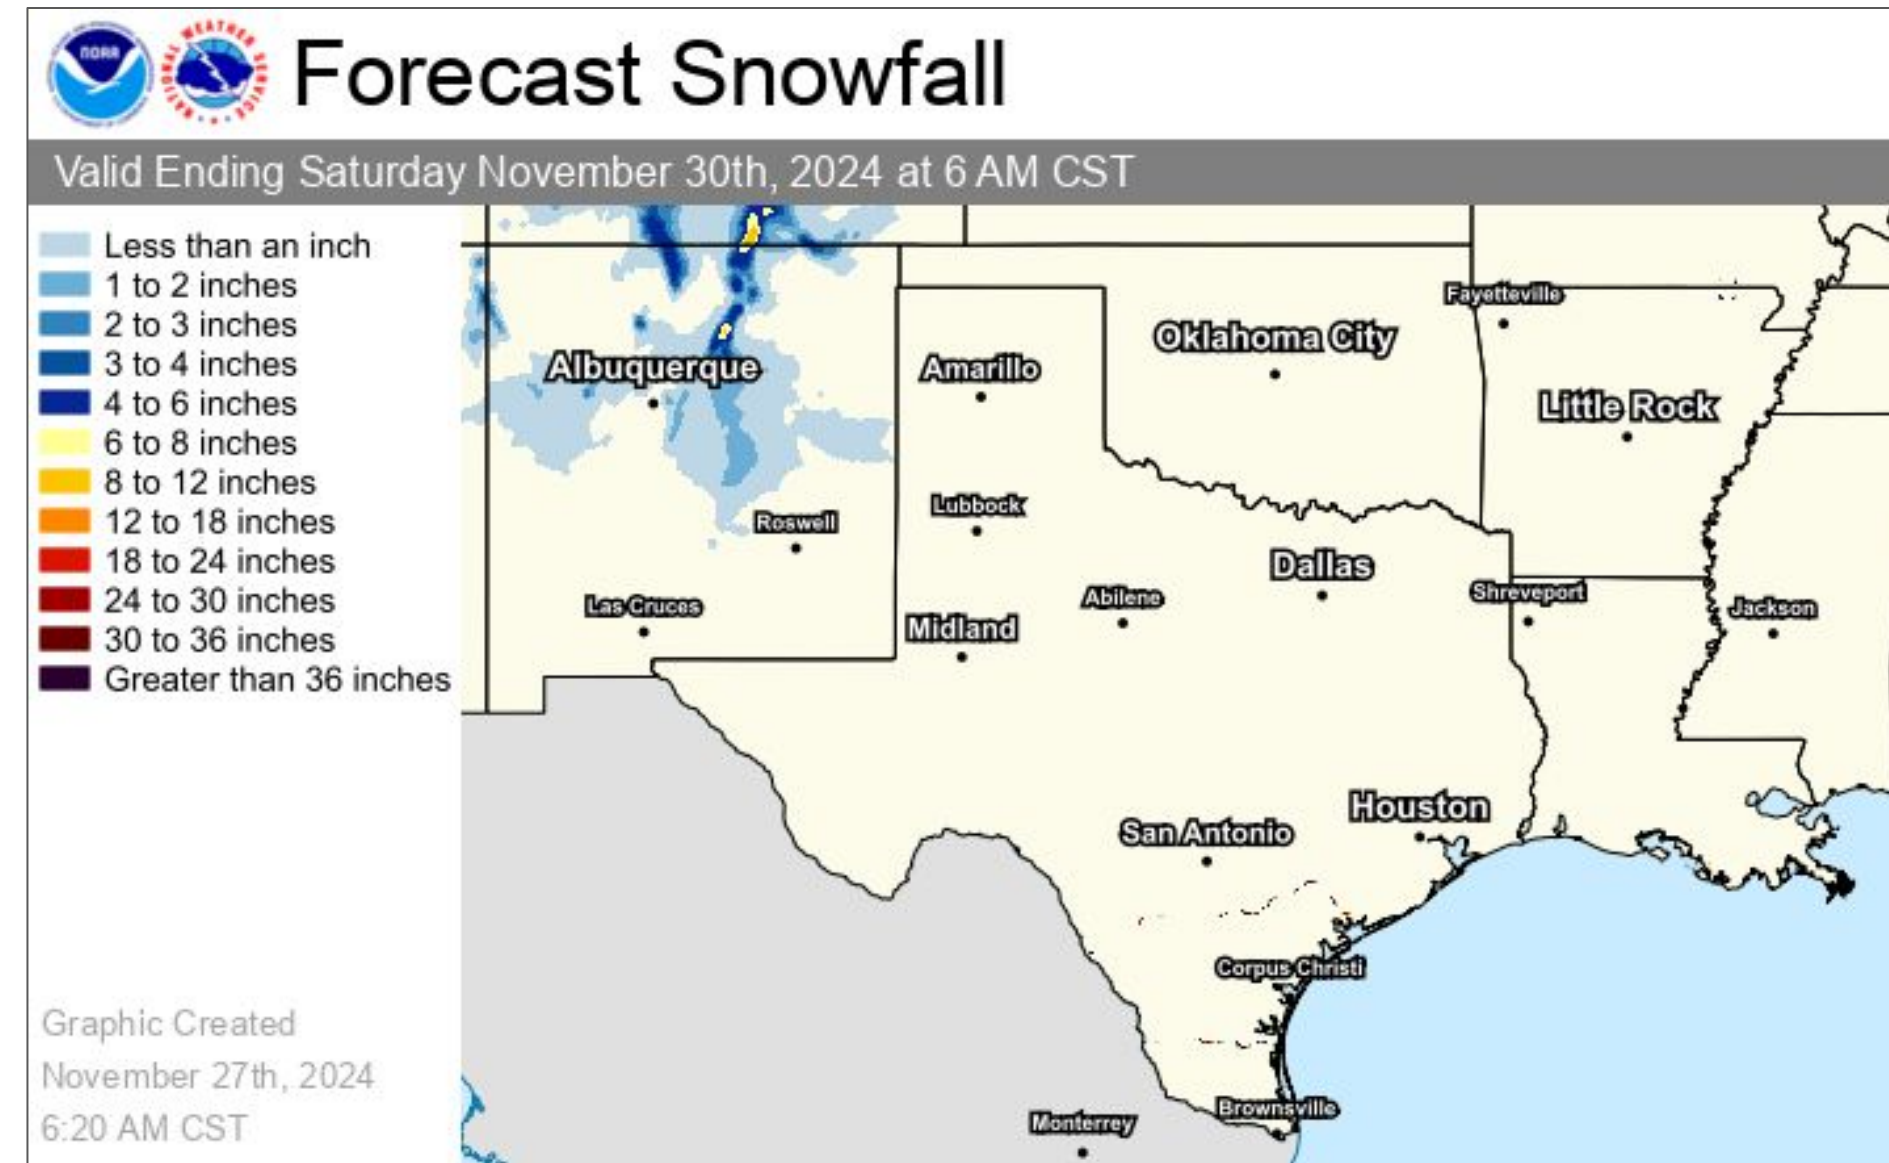 NOAA
NATIONAL WEATHER SERVICE
Forecast Snowfall
Valid Ending Saturday November 30th, 2024 at 6 AM CST
Less than an inch
1 to 2 inches
2 to 3 inches
3 to 4 inches
4 to 6 inches
6 to 8 inches
8 to 12 inches
12 to 18 inches
18 to 24 inches
24 to 30 inches
30 to 36 inches
Greater than 36 inches
Graphic Created
November 27th, 2024
6:20 AM CST
Fayetteville
Oklahoma City
Albuquerque
Amarillo
Little Rock
Lubbock
Roswell
Dallas
Shreveport
Abilene
Las Cruces
Jackson
Midland
Houston
San Antonio
Corpus Christi
Brownsville
Monterrey